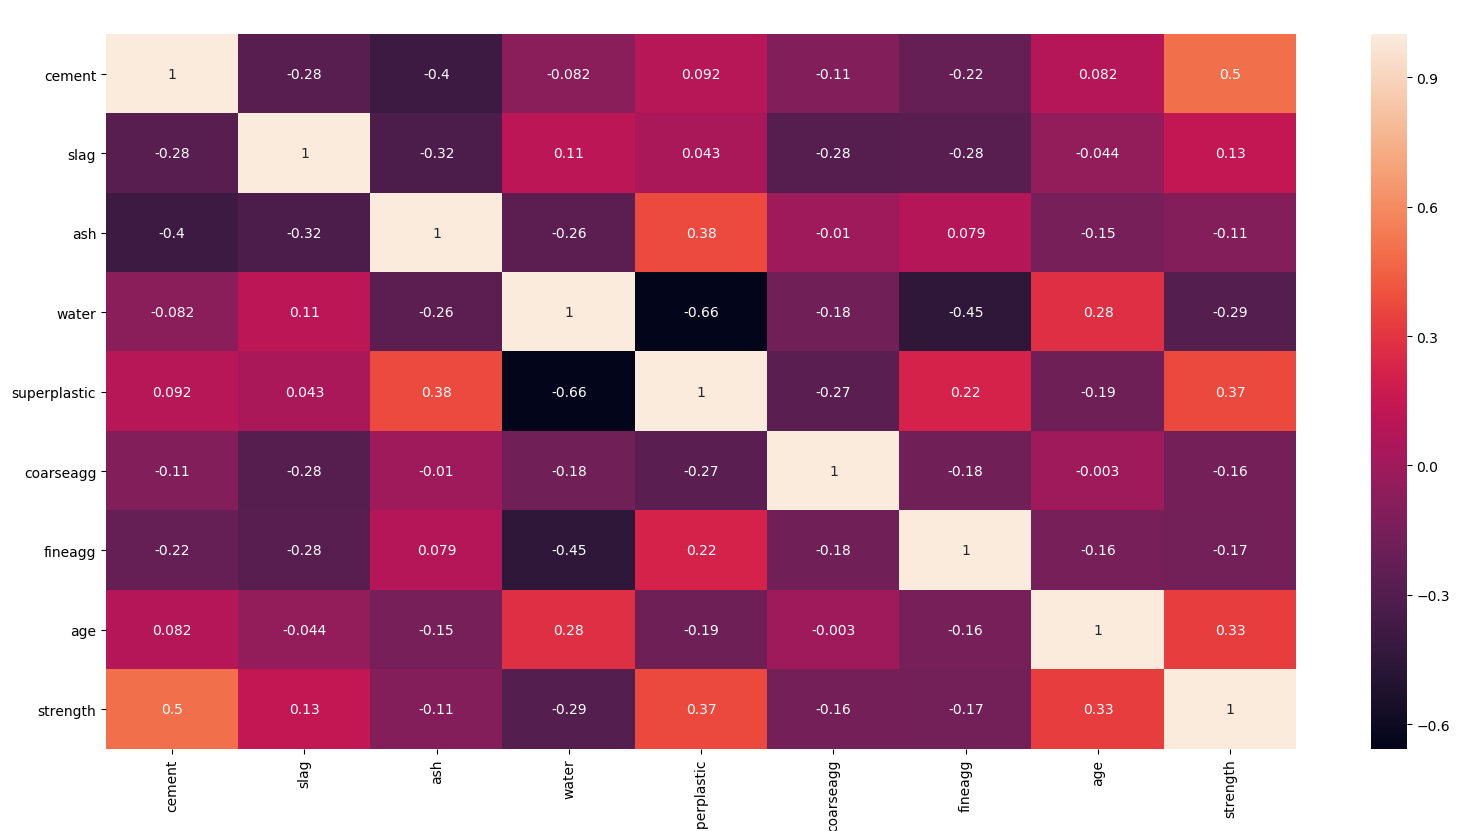 cement 1 -0.28 -0.4 -0.082 0.092 -0.11 -0.22 0.082 0.5
slag -0.28 1 -0.32 0.11 0.043 -0.28 -0.28 -0.044 0.13
ash -0.4 -0.32 1 -0.26 0.38 -0.01 0.079 -0.15 -0.11
water -0.082 0.11 -0.26 1 -0.66 -0.18 -0.45 0.28 -0.29
superplastic 0.092 0.043 0.38 -0.66 1 -0.27 0.22 -0.19 0.37
coarseagg -0.11 -0.28 -0.01 -0.18 -0.27 1 -0.18 -0.003 -0.16
fineagg -0.22 -0.28 0.079 -0.45 0.22 -0.18 1 -0.16 -0.17
age 0.082 -0.044 -0.15 0.28 -0.19 -0.003 -0.16 1 0.33
strength 0.5 0.13 -0.11 -0.29 0.37 -0.16 -0.17 0.33 1
cement slag ash water perplastic coarseagg fineagg age strength
0.9
0.6
0.3
0.0
−0.3
−0.6